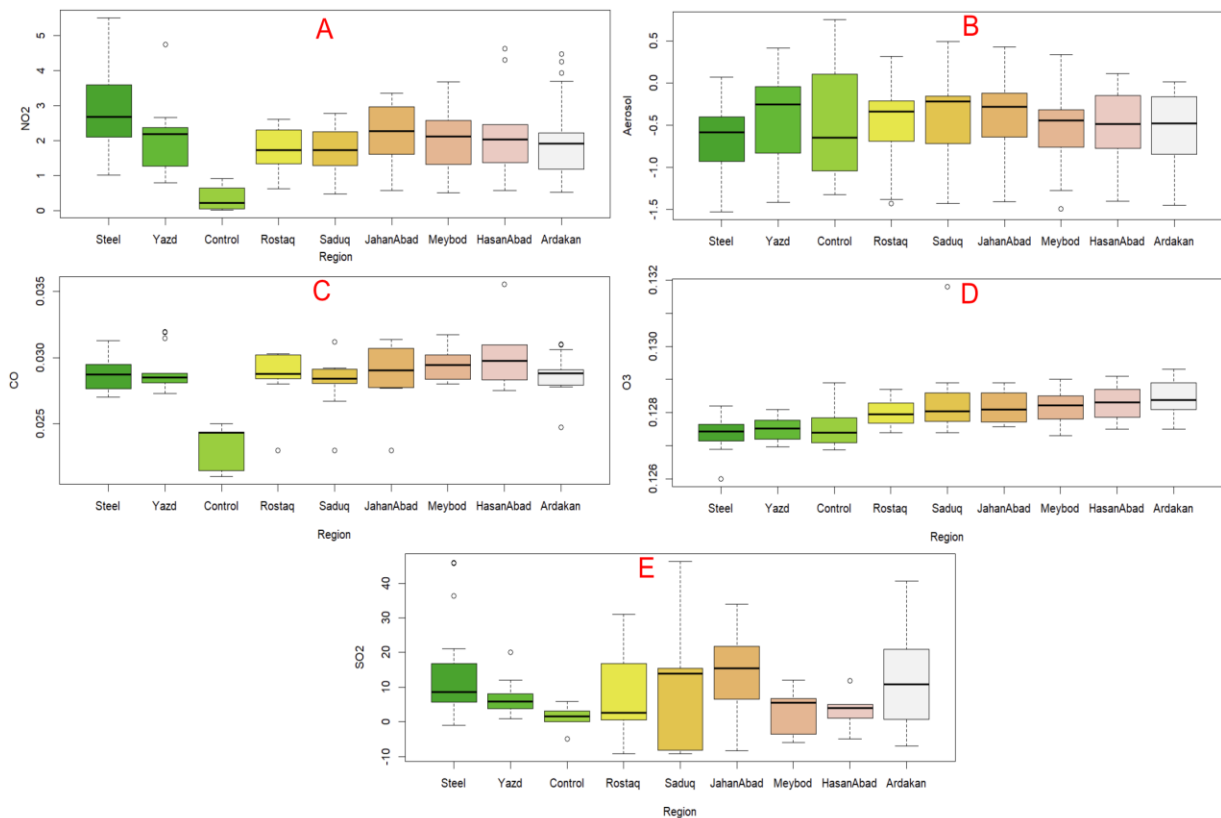 A
NO2
5
4
3
2
1
0
Steel Yazd Control Rostaq Saduq JahanAbad Meybod HasanAbad Ardakan
Region
B
Aerosol
0.5
0.0
-0.5
-1.0
-1.5
Steel Yazd Control Rostaq Saduq JahanAbad Meybod HasanAbad Ardakan
C
CO
0.035
0.030
0.025
Steel Yazd Control Rostaq Saduq JahanAbad Meybod HasanAbad Ardakan
Region
D
O3
0.132
0.130
0.128
0.126
Steel Yazd Control Rostaq Saduq JahanAbad Meybod HasanAbad Ardakan
Region
E
SO2
40
30
20
10
0
-10
Steel Yazd Control Rostaq Saduq JahanAbad Meybod HasanAbad Ardakan
Region